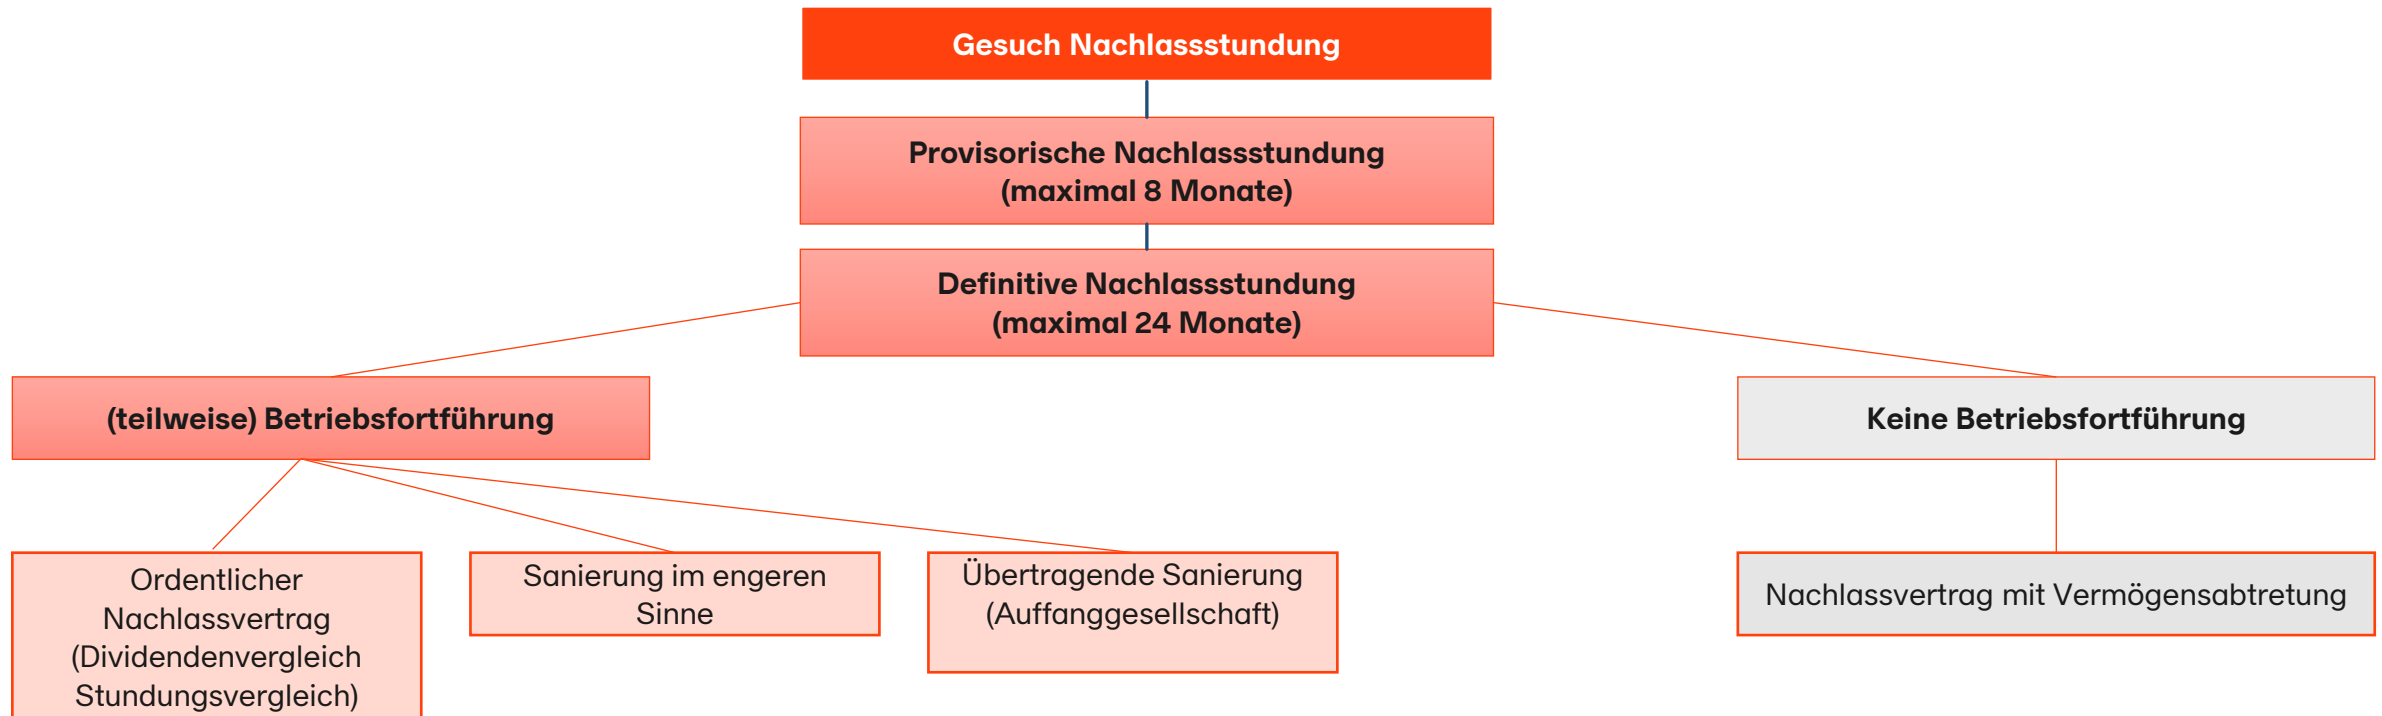 Gesuch Nachlassstundung
Provisorische Nachlassstundung
(maximal 8 Monate)
Definitive Nachlassstundung
(maximal 24 Monate)
(teilweise) Betriebsfortführung
Keine Betriebsfortführung
Ordentlicher
Nachlassvertrag
(Dividendenvergleich
Stundungsvergleich)
Sanierung im engeren
Sinne
Übertragende Sanierung
(Auffanggesellschaft)
Nachlassvertrag mit Vermögensabtretung